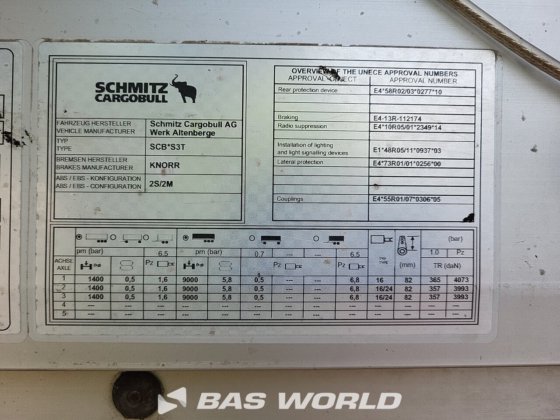 SCHMITZ
CARGOBULL
FAHRZEUG HERSTELLER
VEHICLE MANUFACTURER
Schmitz Cargobull AG
Werk Altenberge
TYP
TYPE
SCB*S3T
BREMSEN HERSTELLER
BRAKES MANUFACTURER
KNORR
ABS / EBS - KONFIGURATION
ABS / EBS - CONFIGURATION
2S/2M
OVERVIEW OF THE UNECE APPROVAL NUMBERS
APPROVAL OBJECT APPROVAL NUMBER
Rear protection device E4*58R02/03*0277*10
Braking E4-13R-112174
Radio suppression E4*10R05/01*2349*14
Installation of lighting
and light signalling devices E1*48R05/11*0937*03
Lateral protection E4*73R01/01*0256*00
Couplings E4*55R01/07*0306*05
pm (bar) 6.5 pm (bar) 0.7 --- 6.5 (bar)
ACHSE
AXLE
Pz Pz Pz TYP
TYPE (mm) 1.0 Pz
TR (daN)
1 1400 0,5 1,6 9000 5,8 0,5 --- --- 6,8 16 82 365 4073
2 1400 0,5 1,6 9000 5,8 0,5 --- --- 6,8 16/24 82 357 3993
3 1400 0,5 1,6 9000 5,8 0,5 --- --- 6,8 16/24 82 357 3993
4 --- --- --- --- --- --- --- --- --- --- --- --- ---
5 --- --- --- --- --- --- --- --- --- --- --- --- ---
BAS WORLD